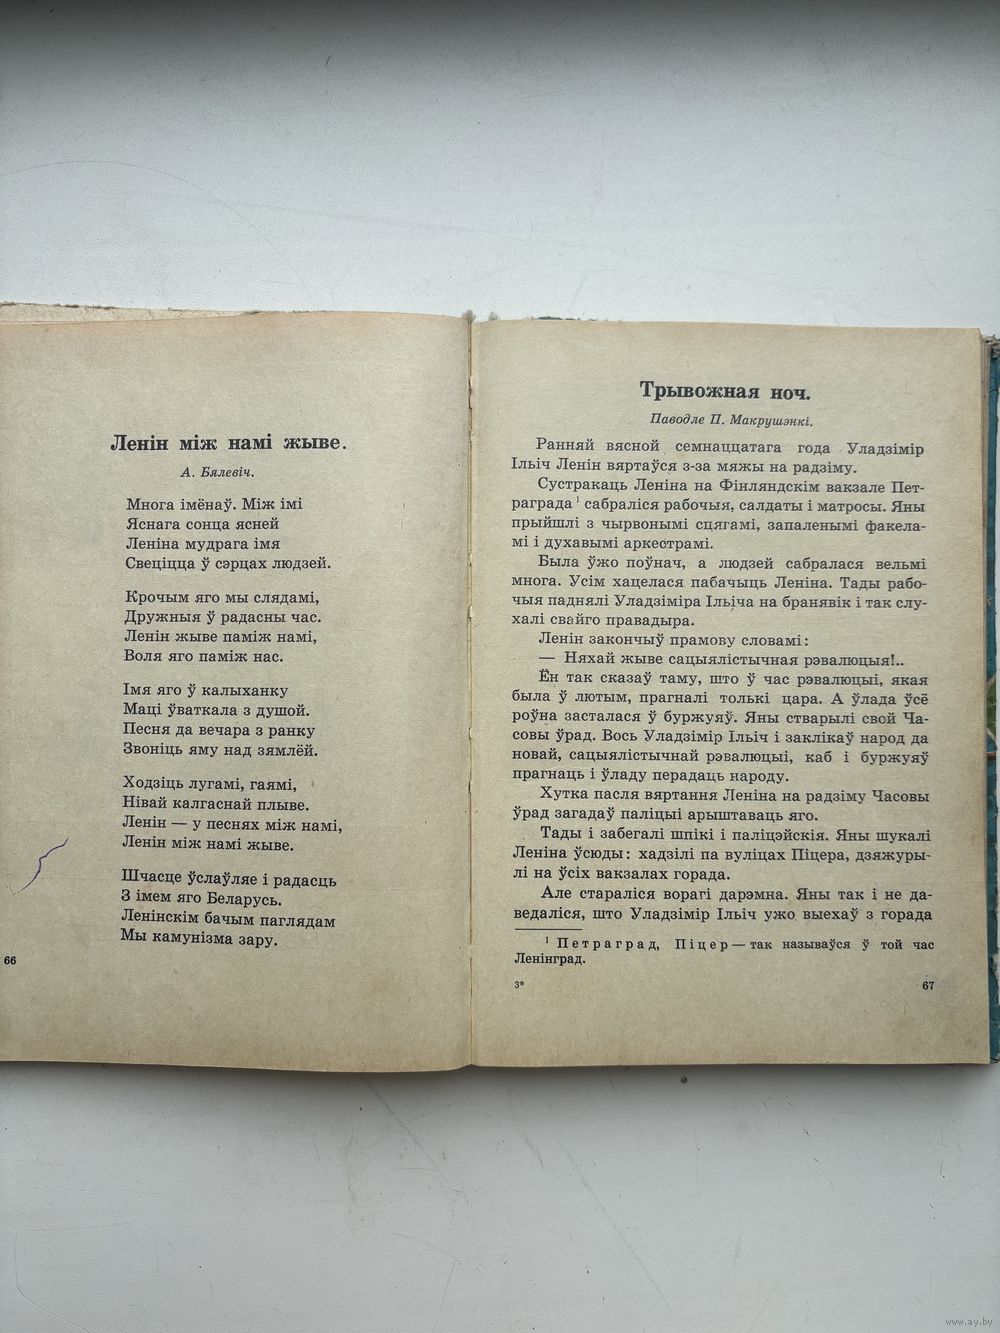 Ленін між намі жыве.
А. Бялевіч.
Многа імёнаў. Між імі
Яснага сонца ясней
Леніна мудрага імя
Свеціцца ў сэрцах людзей.
Крочым яго мы слядамі,
Дружныя ў радасны час.
Ленін жыве паміж намі,
Воля яго паміж нас.
Імя яго ў калыханку
Маці ўваткала з душой.
Песня да вечара з ранку
Звоніць яму над зямлёй.
Ходзіць лугамі, гаямі,
Нівай калгаснай плыве.
Ленін — у песнях між намі,
Ленін між намі жыве.
Шчасце ўслаўляе і радасць
З імем яго Беларусь.
Ленінскім бачым паглядам
Мы камунізма зару.
66
Трывожная ноч.
Паводле П. Макрушэнкі.
Ранняй вясной семнаццатага года Уладзімір
Ільіч Ленін вяртаўся з-за мяжы на радзіму.
Сустракаць Леніна на Фінляндскім вакзале Пет-
раграда ¹ сабраліся рабочыя, салдаты і матросы. Яны
прыйшлі з чырвонымі сцягамі, запаленымі факела-
мі і духавымі аркестрамі.
Была ўжо поўнач, а людзей сабралася вельмі
многа. Усім хацелася пабачыць Леніна. Тады рабо-
чыя паднялі Уладзіміра Ільіча на бранявік і так слу-
халі свайго правадыра.
Ленін закончыў прамову словамі:
— Няхай жыве сацыялістычная рэвалюцыя!..
Ён так сказаў таму, што ў час рэвалюцыі, якая
была ў лютым, прагналі толькі цара. А ўлада ўсё
роўна засталася ў буржуяў. Яны стварылі свой Ча-
совы ўрад. Вось Уладзімір Ільіч і заклікаў народ да
новай, сацыялістычнай рэвалюцыі, каб і буржуяў
прагнаць і ўладу перадаць народу.
Хутка пасля вяртання Леніна на радзіму Часовы
ўрад загадаў паліцыі арыштаваць яго.
Тады і забегалі шпікі і паліцэйскія. Яны шукалі
Леніна ўсюды: хадзілі па вуліцах Піцера, дзяжуры-
лі на ўсіх вакзалах горада.
Але стараліся ворагі дарэмна. Яны так і не да-
ведаліся, што Уладзімір Ільіч ужо выехаў з горада
¹ Петраград, Піцер — так называўся ў той час
Ленінград.
3*
67
www.ay.by